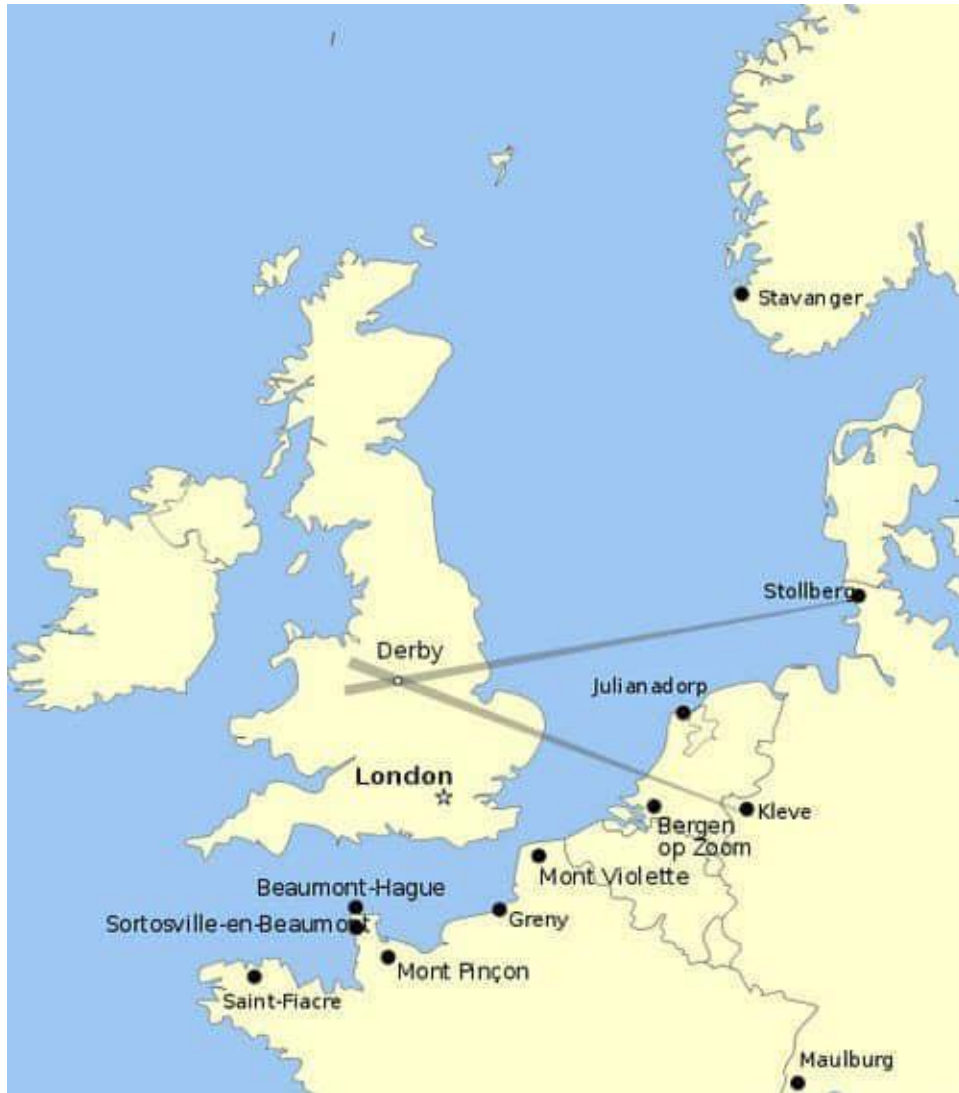 Stavanger
Stollberg
Derby
Julianadorp
London
Kleve
Bergen
op Zoom
Mont Violette
Beaumont-Hague
Greny
Sortosville-en-Beaumont
Mont Pinçon
Saint-Fiacre
Maulburg